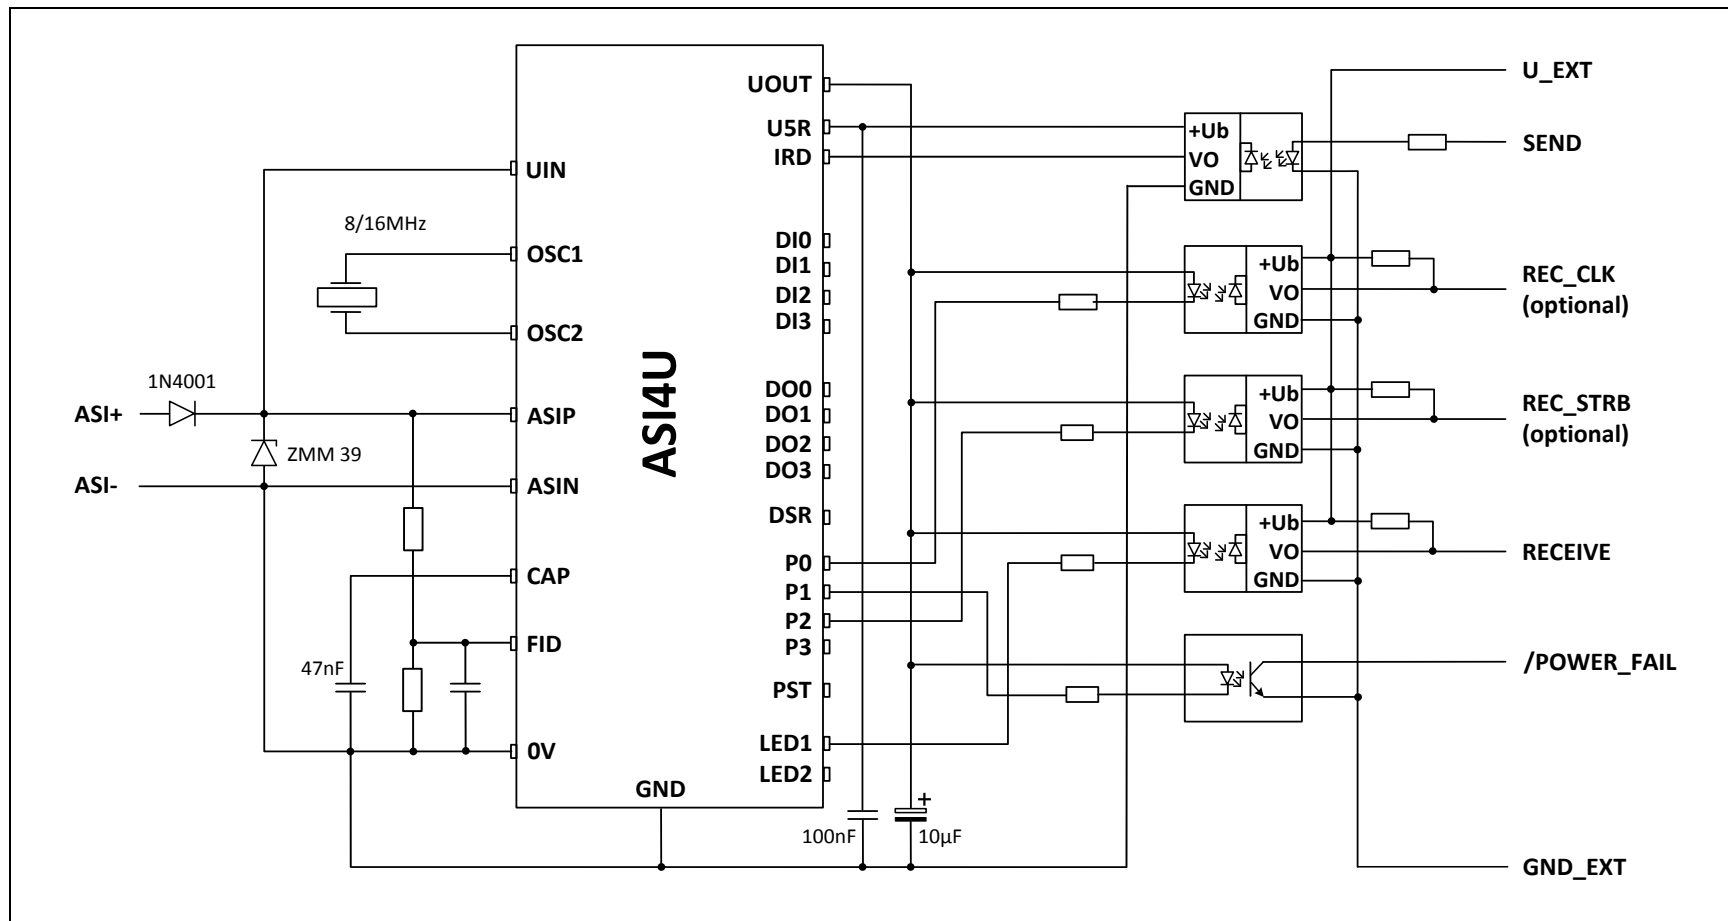 UOUT
U_EXT
U5R
+Ub
SEND
IRD
VO
UIN
GND
8/16MHz
DI0
OSC1
DI1
+Ub
REC_CLK
DI2
VO
(optional)
DI3
GND
OSC2
1N4001
DO0
+Ub
REC_STRB
ASI+
ASIP
DO1
VO
(optional)
ASI4U
DO2
GND
ZMM 39
DO3
ASI-
ASIN
DSR
+Ub
VO
RECEIVE
P0
GND
CAP
P1
P2
FID
P3
/POWER_FAIL
47nF
PST
LED1
0V
LED2
GND
+
100nF
10µF
GND_EXT